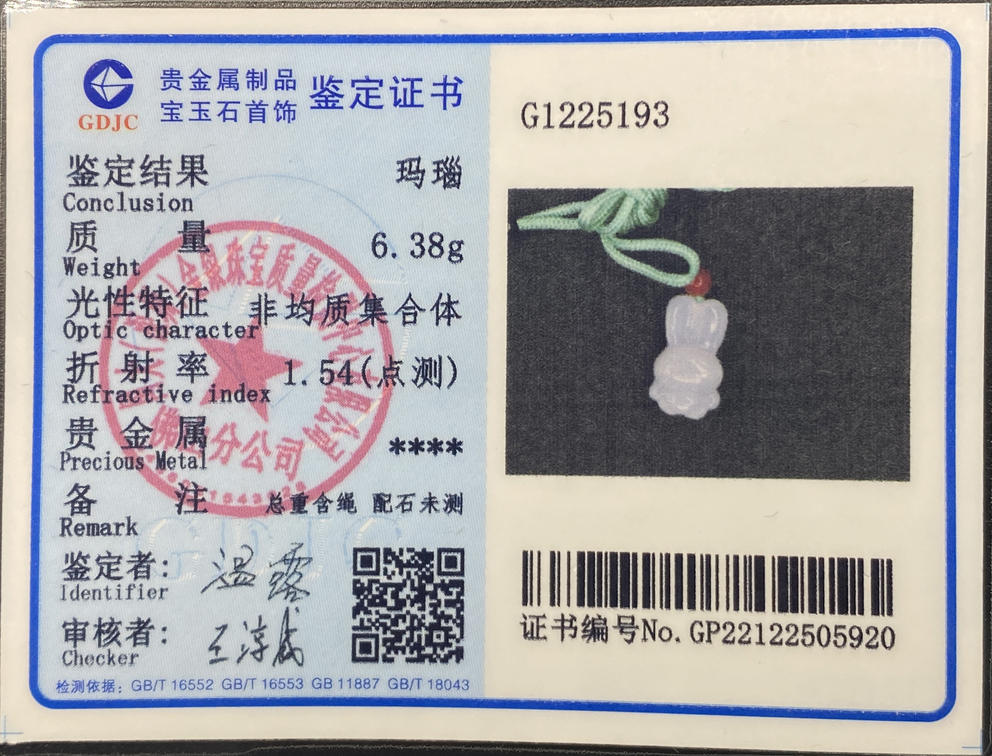 贵金属制品
宝玉石首饰
鉴定证书
GDJC
鉴定结果 玛瑙
Conclusion
质量 6.38g
Weight
光性特征 非均质集合体
Optic character
折射率 1.54(点测)
Refractive index
贵金属 ****
Precious Metal
备注 总重含绳 配石未测
Remark
鉴定者: 温露
Identifier
审核者:
Checker
检测依据: GB/T 16552 GB/T 16553 GB 11887 GB/T 18043
分公司
G1225193
证书编号No.GP22122505920